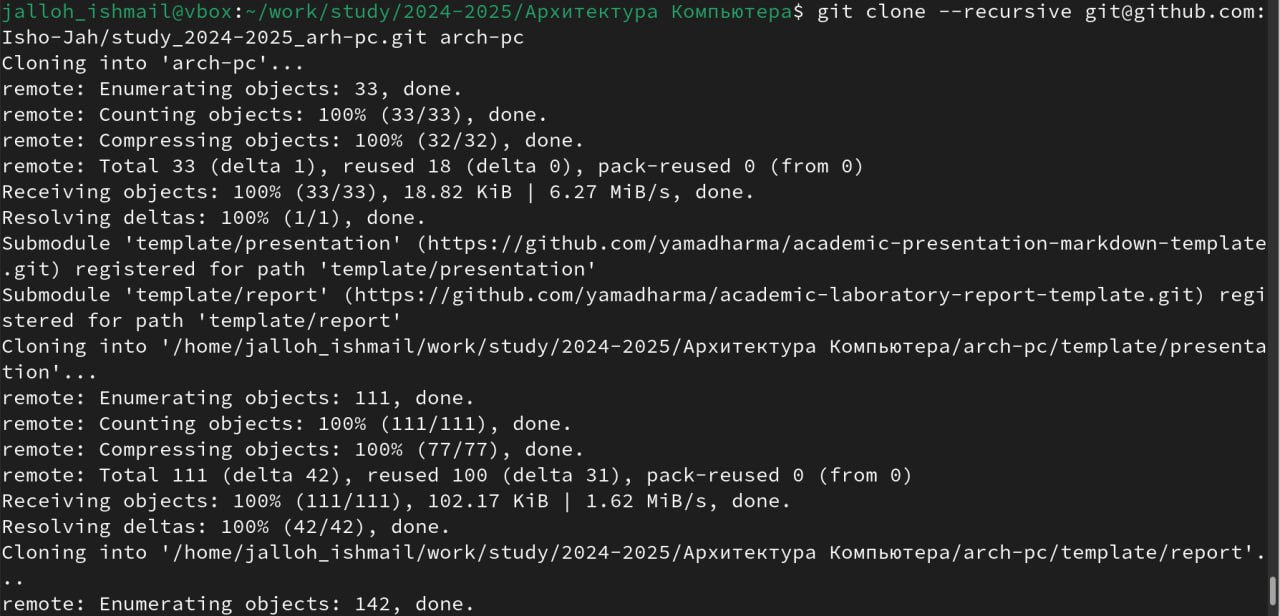 jalloh_ishmail@vbox:~/work/study/2024-2025/Архитектура Компьютера$ git clone --recursive git@github.com:
Isho-Jah/study_2024-2025_arh-pc.git arch-pc
Cloning into 'arch-pc'...
remote: Enumerating objects: 33, done.
remote: Counting objects: 100% (33/33), done.
remote: Compressing objects: 100% (32/32), done.
remote: Total 33 (delta 1), reused 18 (delta 0), pack-reused 0 (from 0)
Receiving objects: 100% (33/33), 18.82 KiB | 6.27 MiB/s, done.
Resolving deltas: 100% (1/1), done.
Submodule 'template/presentation' (https://github.com/yamadharma/academic-presentation-markdown-template
.git) registered for path 'template/presentation'
Submodule 'template/report' (https://github.com/yamadharma/academic-laboratory-report-template.git) regi
stered for path 'template/report'
Cloning into '/home/jalloh_ishmail/work/study/2024-2025/Архитектура Компьютера/arch-pc/template/presenta
tion'...
remote: Enumerating objects: 111, done.
remote: Counting objects: 100% (111/111), done.
remote: Compressing objects: 100% (77/77), done.
remote: Total 111 (delta 42), reused 100 (delta 31), pack-reused 0 (from 0)
Receiving objects: 100% (111/111), 102.17 KiB | 1.62 MiB/s, done.
Resolving deltas: 100% (42/42), done.
Cloning into '/home/jalloh_ishmail/work/study/2024-2025/Архитектура Компьютера/arch-pc/template/report'.
..
remote: Enumerating objects: 142, done.